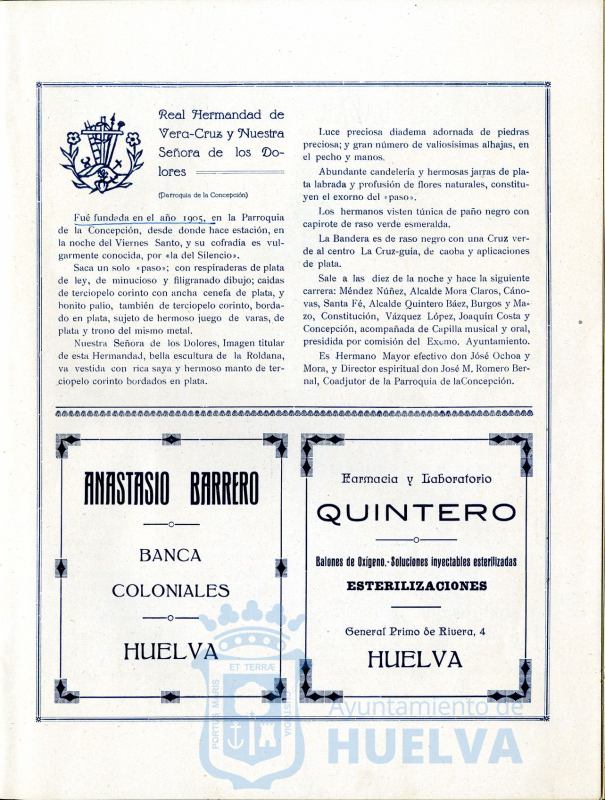 Real Hermandad de
Vera-Cruz y Nuestra
Señora de los Do-
lores
(Parroquia de la Concepción)
Fué fundada en el año 1905, en la Parroquia
de la Concepción, desde donde hace estación, en
la noche del Viernes Santo, y su cofradía es vul-
garmente conocida, por «la del Silencio».
Saca un solo «paso»; con respiraderas de plata
de ley, de minucioso y filigranado dibujo; caidas
de terciopelo corinto con ancha cenefa de plata, y
bonito palio, también de terciopelo corinto, borda-
do en plata, sujeto de hermoso juego de varas, de
plata y trono del mismo metal.
Nuestra Señora de los Dolores, Imagen titular
de esta Hermandad, bella escultura de la Roldana,
va vestida con rica saya y hermoso manto de ter-
ciopelo corinto bordados en plata.
Luce preciosa diadema adornada de piedras
preciosa; y gran número de valiosísimas alhajas, en
el pecho y manos.
Abundante candelería y hermosas jarras de pla-
ta labrada y profusión de flores naturales, constitu-
yen el exorno del «paso».
Los hermanos visten túnica de paño negro con
capirote de raso verde esmeralda.
La Bandera es de raso negro con una Cruz ver-
de al centro La Cruz-guía, de caoba y aplicaciones
de plata.
Sale a las diez de la noche y hace la siguiente
carrera: Méndez Núñez, Alcalde Mora Claros, Cáno-
vas, Santa Fé, Alcalde Quintero Báez, Burgos y Ma-
zo, Constitución, Vázquez López, Joaquín Costa y
Concepción, acompañada de Capilla musical y oral,
presidida por comisión del Excmo. Ayuntamiento.
Es Hermano Mayor efectivo don Jósé Ochoa y
Mora, y Director espiritual don José M. Romero Ber-
nal, Coadjutor de la Parroquia de laConcepción.
ANASTASIO BARRERO
BANCA
COLONIALES
HUELVA
Farmacia y Laboratorio
QUINTERO
Balones de Oxígeno.-Soluciones inyectables esterilizadas
ESTERILIZACIONES
General Primo de Rivera, 4
HUELVA
PORTUS MARIS
ET TERRÆ
CUSTODIA
Ayuntamiento de
HUELVA